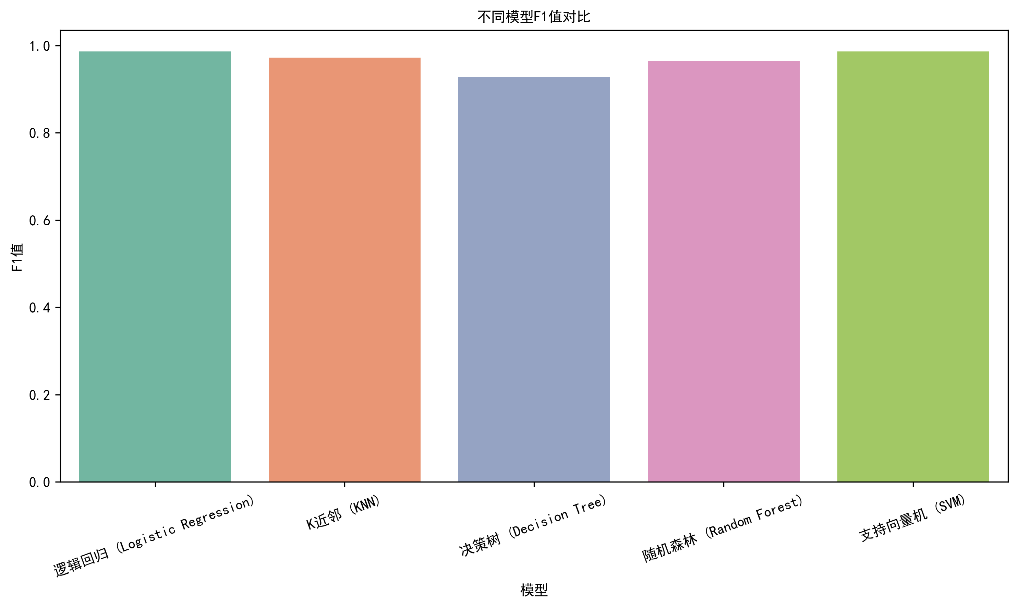 不同模型F1值对比
F1值
1.0
0.8
0.6
0.4
0.2
0.0
逻辑回归 (Logistic Regression)
K近邻 (KNN)
决策树 (Decision Tree)
随机森林 (Random Forest)
支持向量机 (SVM)
模型